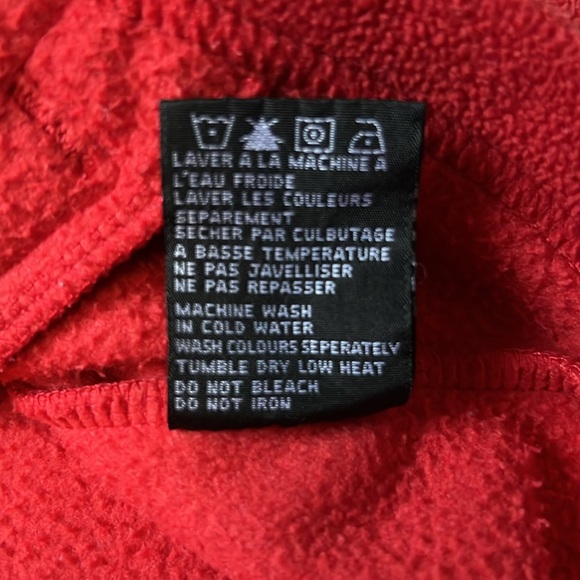 LAVER A LA MACHINE A
L'EAU FROIDE
LAVER LES COULEURS
SEPAREMENT
SECHER PAR CULBUTAGE
A BASSE TEMPERATURE
NE PAS JAVELLISER
NE PAS REPASSER
MACHINE WASH
IN COLD WATER
WASH COLOURS SEPERATELY
TUMBLE DRY LOW HEAT
DO NOT BLEACH
DO NOT IRON